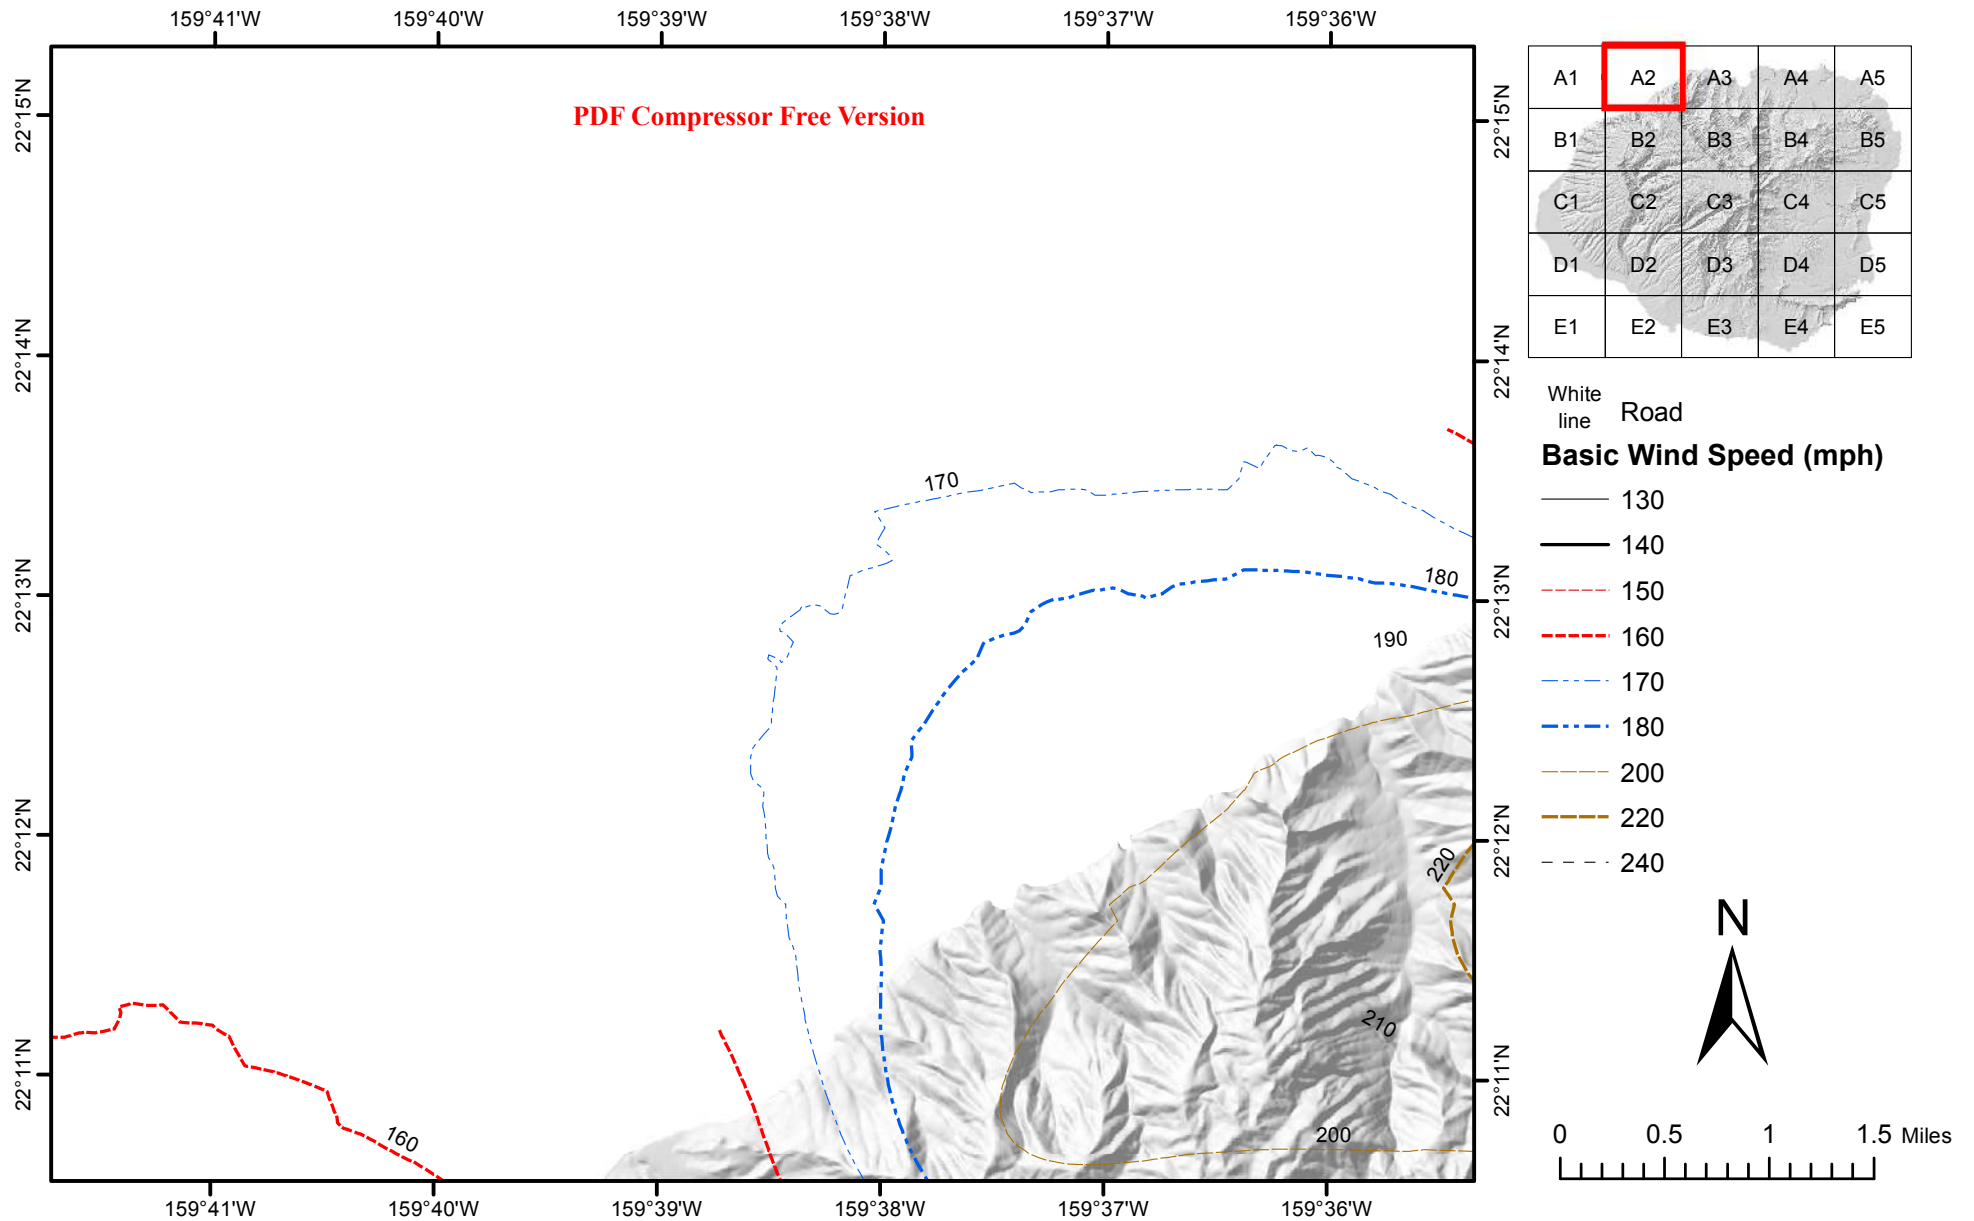 159°41'W 159°40'W 159°39'W 159°38'W 159°37'W 159°36'W
22°15'N
22°14'N
22°13'N
22°12'N
22°11'N
PDF Compressor Free Version
170
180
190
220
210
200
160
22°15'N
22°14'N
22°13'N
22°12'N
22°11'N
159°41'W 159°40'W 159°39'W 159°38'W 159°37'W 159°36'W
A1 A2 A3 A4 A5
B1 B2 B3 B4 B5
C1 C2 C3 C4 C5
D1 D2 D3 D4 D5
E1 E2 E3 E4 E5
White
line Road
Basic Wind Speed (mph)
130
140
150
160
170
180
200
220
240
N
0 0.5 1 1.5 Miles